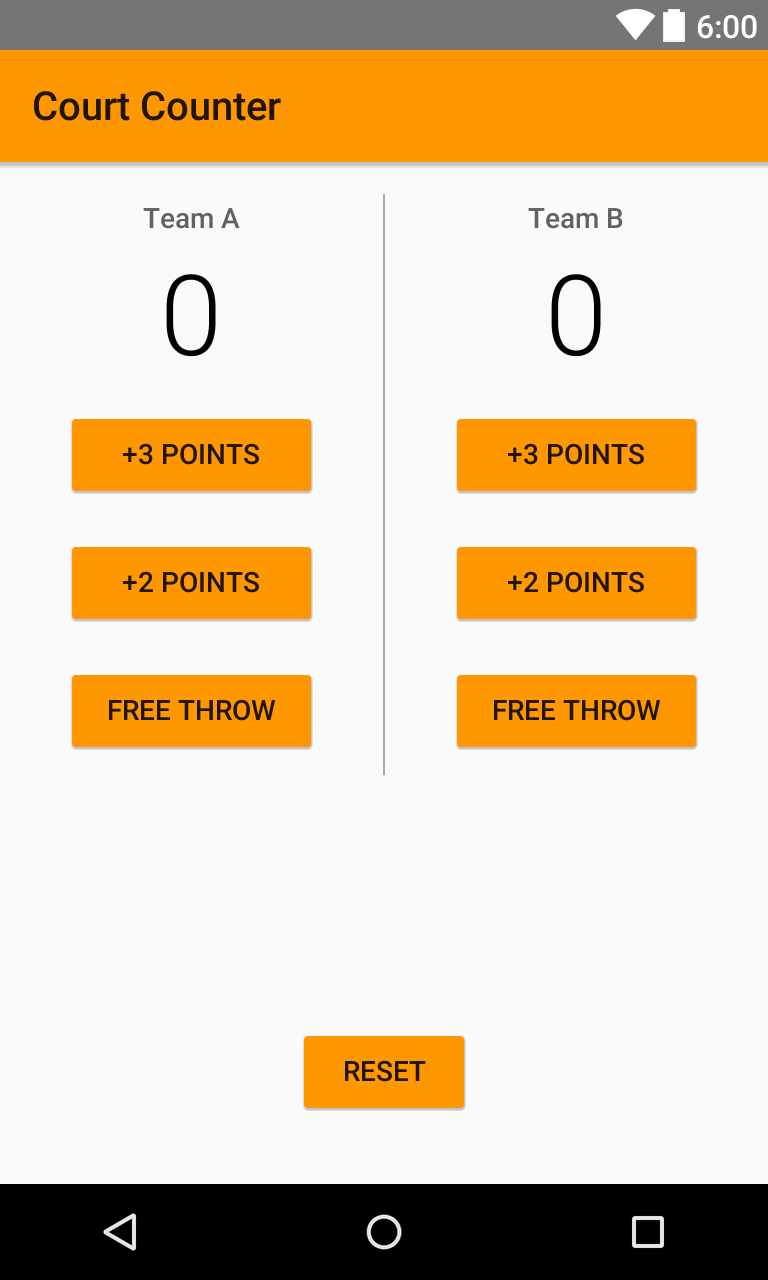 6:00
Court Counter
Team A
0
+3 POINTS
+2 POINTS
FREE THROW
Team B
0
+3 POINTS
+2 POINTS
FREE THROW
RESET